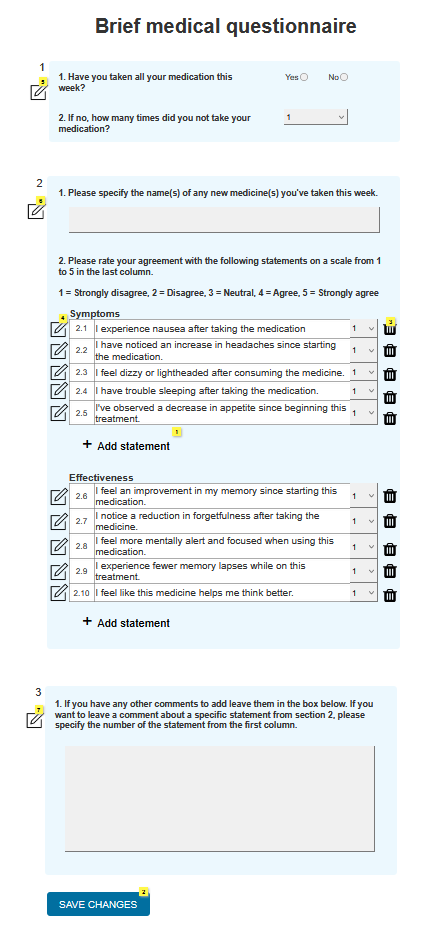 Brief medical questionnaire
1
5
1. Have you taken all your medication this
week?
Yes
No
2. If no, how many times did you not take your
medication?
1
2
6
1. Please specify the name(s) of any new medicine(s) you've taken this week.
2. Please rate your agreement with the following statements on a scale from 1
to 5 in the last column.
1 = Strongly disagree, 2 = Disagree, 3 = Neutral, 4 = Agree, 5 = Strongly agree
Symptoms
4
3
2.1 I experience nausea after taking the medication 1
2.2 I have noticed an increase in headaches since starting
the medication. 1
2.3 I feel dizzy or lightheaded after consuming the medicine. 1
2.4 I have trouble sleeping after taking the medication. 1
2.5 I've observed a decrease in appetite since beginning this
treatment. 1
1
+ Add statement
Effectiveness
2.6 I feel an improvement in my memory since starting this
medication. 1
2.7 I notice a reduction in forgetfulness after taking the
medicine. 1
2.8 I feel more mentally alert and focused when using this
medication. 1
2.9 I experience fewer memory lapses while on this
treatment. 1
2.10 I feel like this medicine helps me think better. 1
+ Add statement
3
7
1. If you have any other comments to add leave them in the box below. If you
want to leave a comment about a specific statement from section 2, please
specify the number of the statement from the first column.
2
SAVE CHANGES